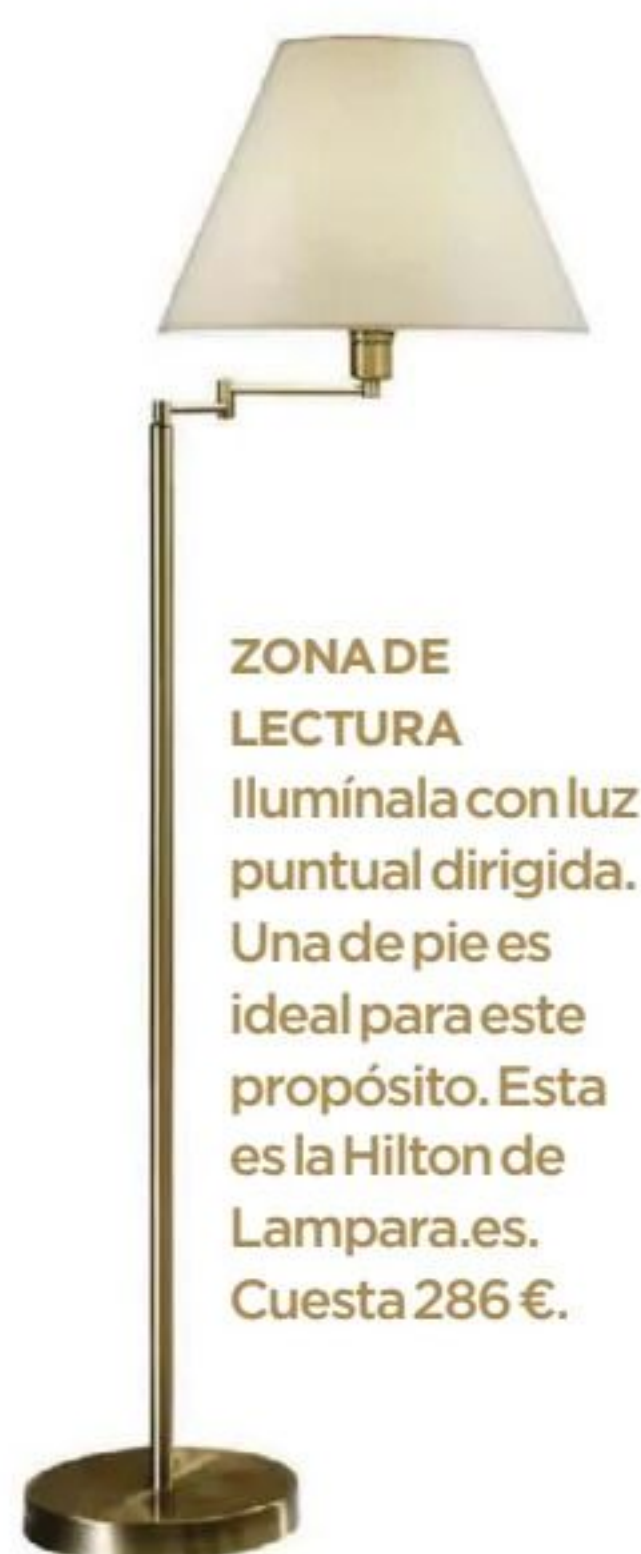 ZONA DE
LECTURA
Ilumínala con luz
puntual dirigida.
Una de pie es
ideal para este
propósito. Esta
es la Hilton de
Lampara.es.
Cuesta 286 €.